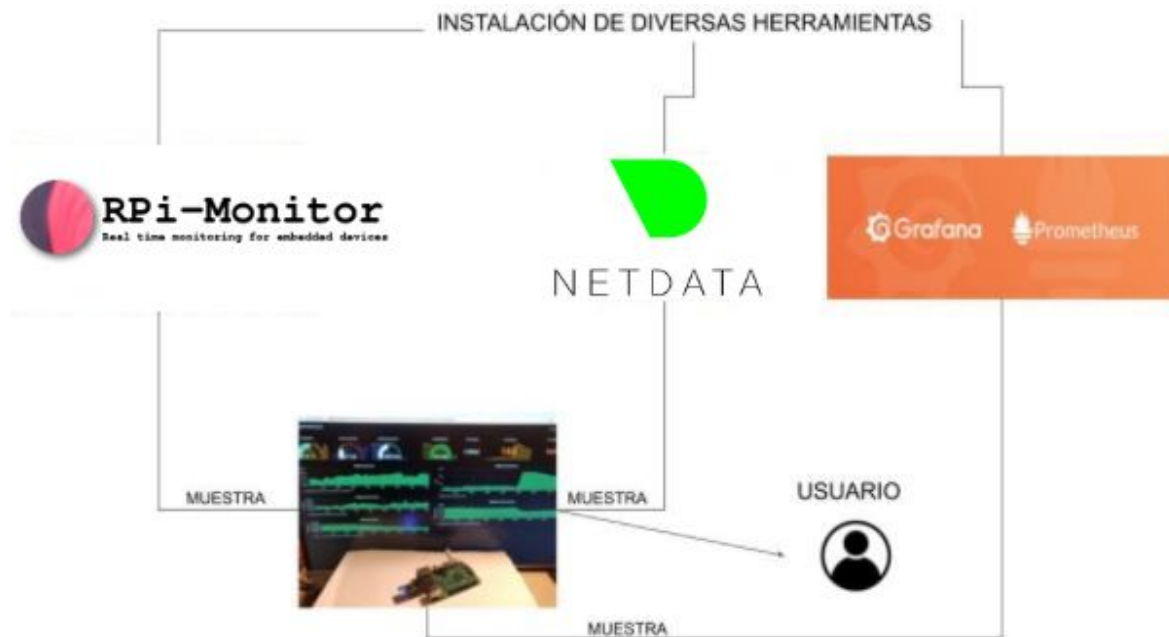 INSTALACIÓN DE DIVERSAS HERRAMIENTAS
RPi-Monitor
Real time monitoring for embedded devices
NETDATA
Grafana
Prometheus
MUESTRA
MUESTRA
USUARIO
MUESTRA